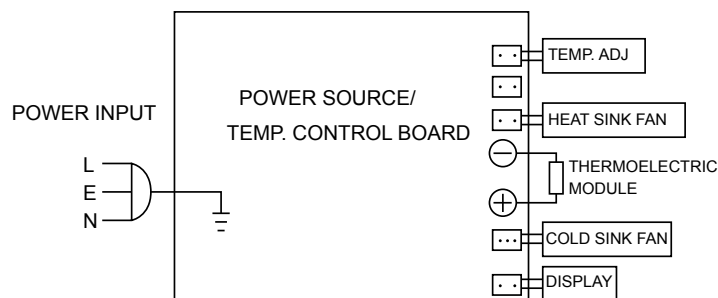 TEMP. ADJ
POWER SOURCE/
POWER INPUT
HEAT SINK FAN
TEMP. CONTROL BOARD
L
THERMOELECTRIC
MODULE
E
N
COLD SINK FAN
DISPLAY